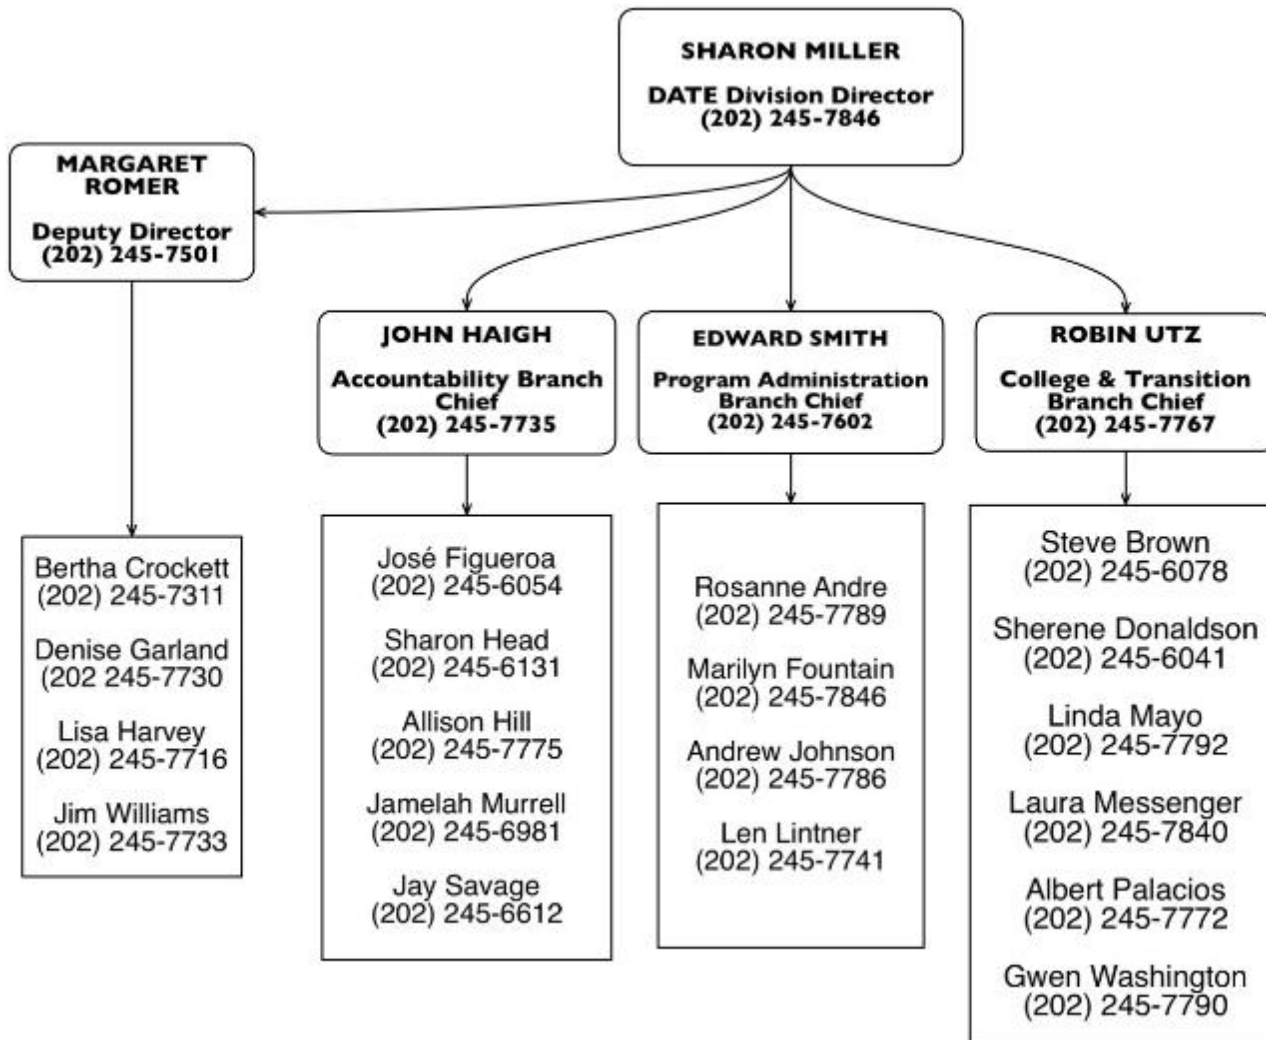 SHARON MILLER
DATE Division Director
(202) 245-7846
MARGARET
ROMER
Deputy Director
(202) 245-7501
JOHN HAIGH
Accountability Branch
Chief
(202) 245-7735
EDWARD SMITH
Program Administration
Branch Chief
(202) 245-7602
ROBIN UTZ
College & Transition
Branch Chief
(202) 245-7767
Bertha Crockett
(202) 245-7311
Denise Garland
(202 245-7730
Lisa Harvey
(202) 245-7716
Jim Williams
(202) 245-7733
José Figueroa
(202) 245-6054
Sharon Head
(202) 245-6131
Allison Hill
(202) 245-7775
Jamelah Murrell
(202) 245-6981
Jay Savage
(202) 245-6612
Rosanne Andre
(202) 245-7789
Marilyn Fountain
(202) 245-7846
Andrew Johnson
(202) 245-7786
Len Lintner
(202) 245-7741
Steve Brown
(202) 245-6078
Sherene Donaldson
(202) 245-6041
Linda Mayo
(202) 245-7792
Laura Messenger
(202) 245-7840
Albert Palacios
(202) 245-7772
Gwen Washington
(202) 245-7790